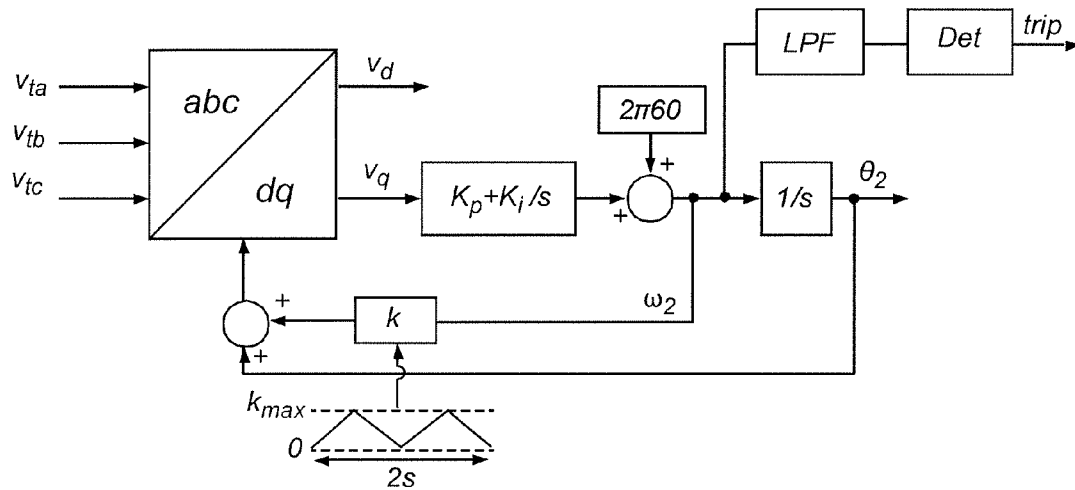 LPF
Det
trip
v_ta
v_tb
v_tc
abc
dq
v_d
v_q
2π60
+
+
K_p+K_i/s
1/s
θ_2
ω_2
k
+
+
k_max
0
2s